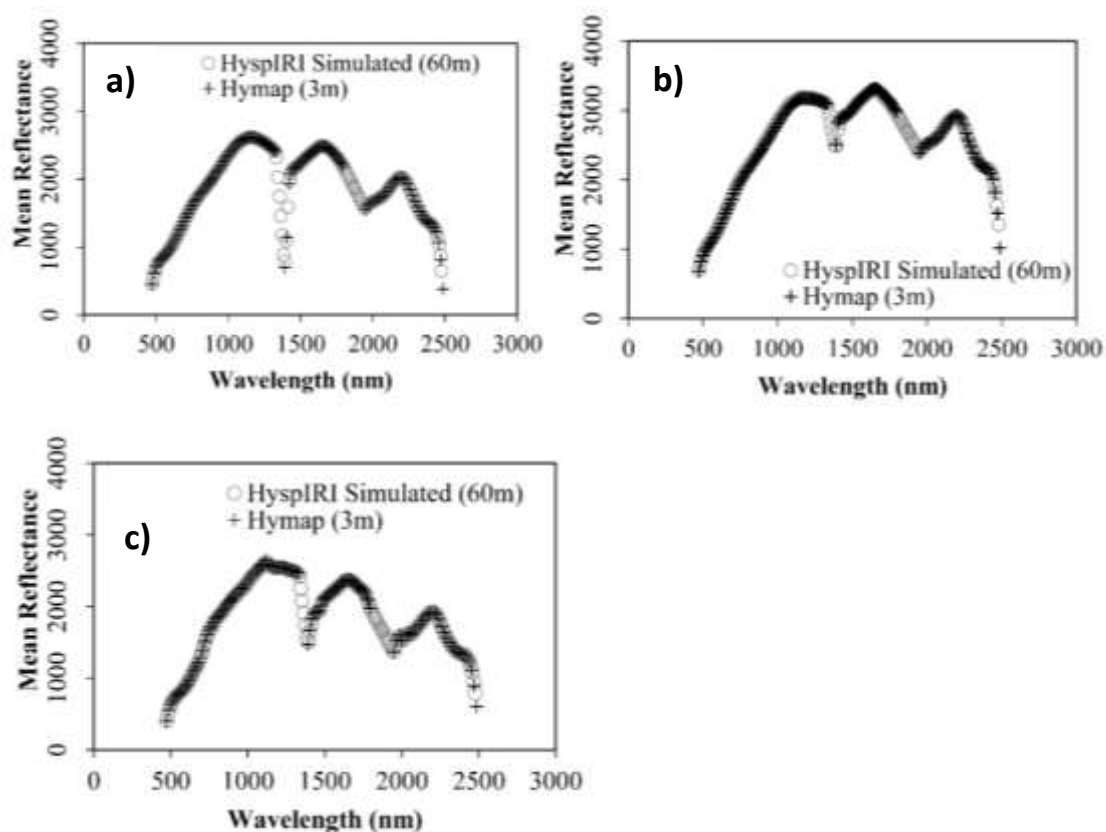 a)
HyspIRI Simulated (60m)
Hymap (3m)
Mean Reflectance
4000
3000
2000
1000
0
0 500 1000 1500 2000 2500 3000
Wavelength (nm)
b)
Mean Reflectance
4000
3000
2000
1000
0
HyspIRI Simulated (60m)
Hymap (3m)
0 500 1000 1500 2000 2500 3000
Wavelength (nm)
c)
HyspIRI Simulated (60m)
Hymap (3m)
Mean Reflectance
4000
3000
2000
1000
0
0 500 1000 1500 2000 2500 3000
Wavelength (nm)